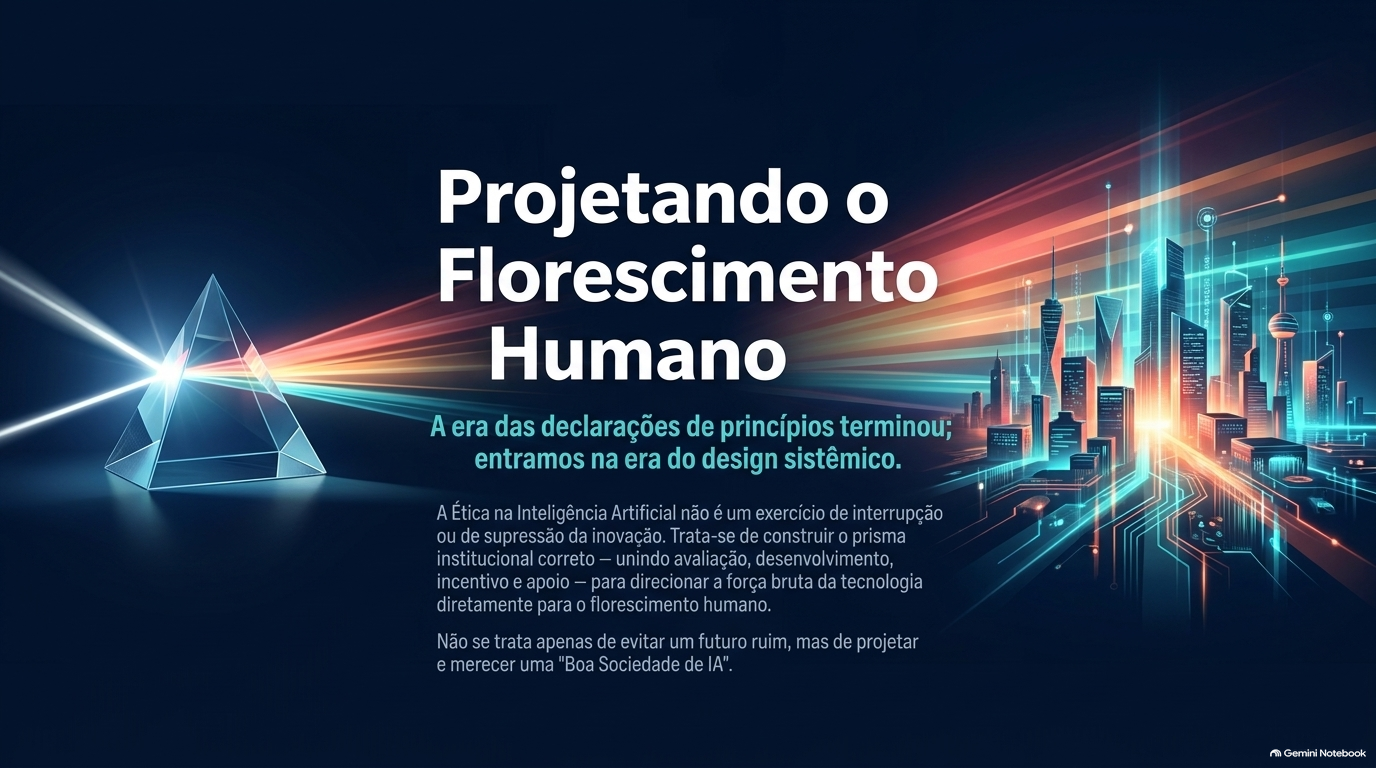 Projetando o
Florescimento
Humano
A era das declarações de princípios terminou;
entramos na era do design sistêmico.
A Ética na Inteligência Artificial não é um exercício de interrupção
ou de supressão da inovação. Trata-se de construir o prisma
institucional correto — unindo avaliação, desenvolvimento,
incentivo e apoio — para direcionar a força bruta da tecnologia
diretamente para o florescimento humano.
Não se trata apenas de evitar um futuro ruim, mas de projetar
e merecer uma "Boa Sociedade de IA".
Gemini Notebook